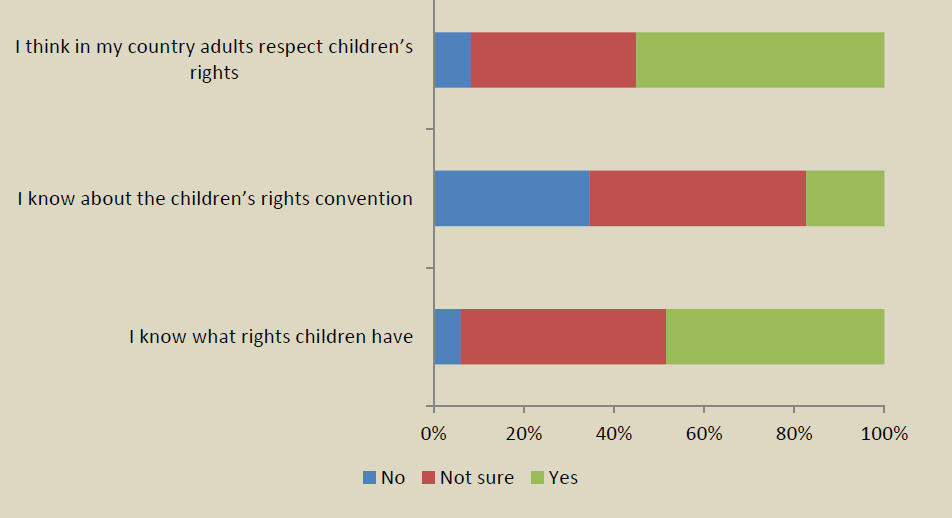 I think in my country adults respect children’s
rights
I know about the children’s rights convention
I know what rights children have
0% 20% 40% 60% 80% 100%
No Not sure Yes